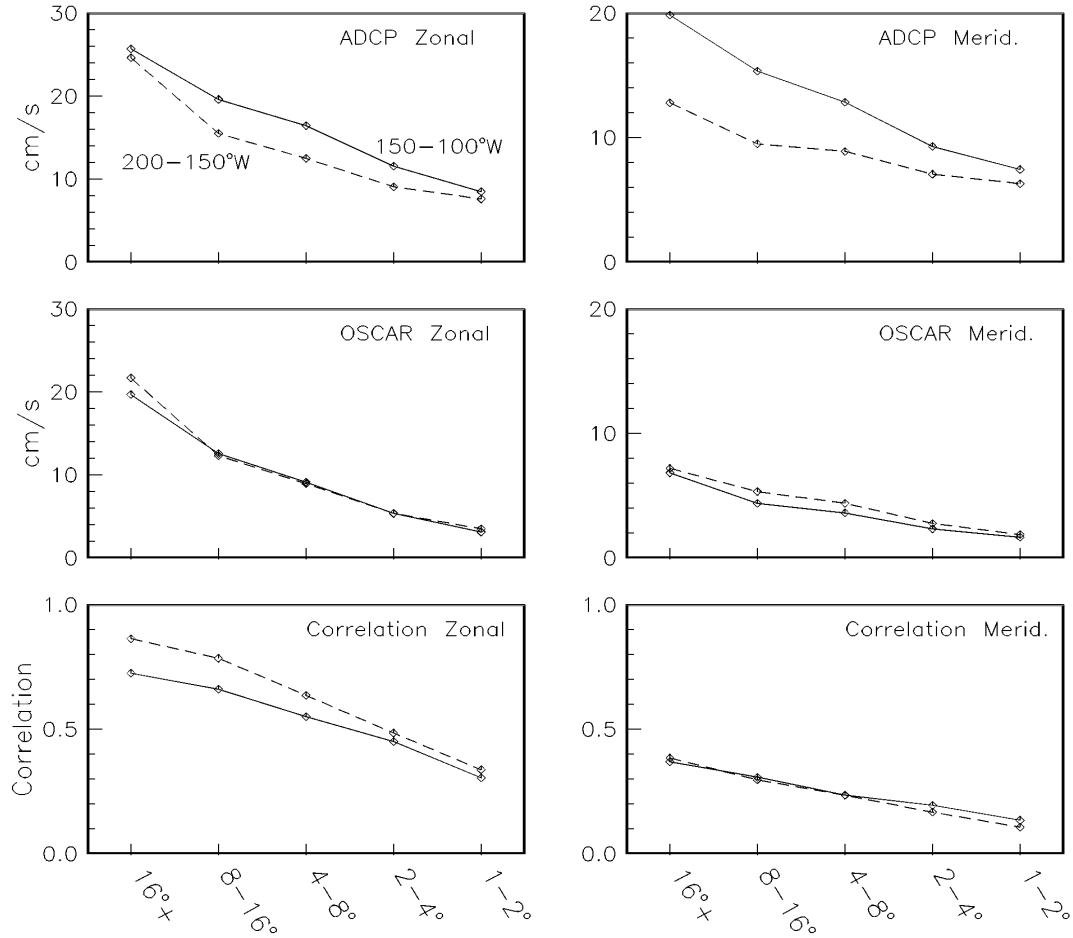 ADCP Zonal
30
20
10
0
cm/s
150−100°W
200−150°W
ADCP Merid.
20
10
0
OSCAR Zonal
30
20
10
0
cm/s
OSCAR Merid.
20
10
0
Correlation Zonal
1.0
0.5
0.0
Correlation
16°+
8−16°
4−8°
2−4°
1−2°
Correlation Merid.
1.0
0.5
0.0
16°+
8−16°
4−8°
2−4°
1−2°